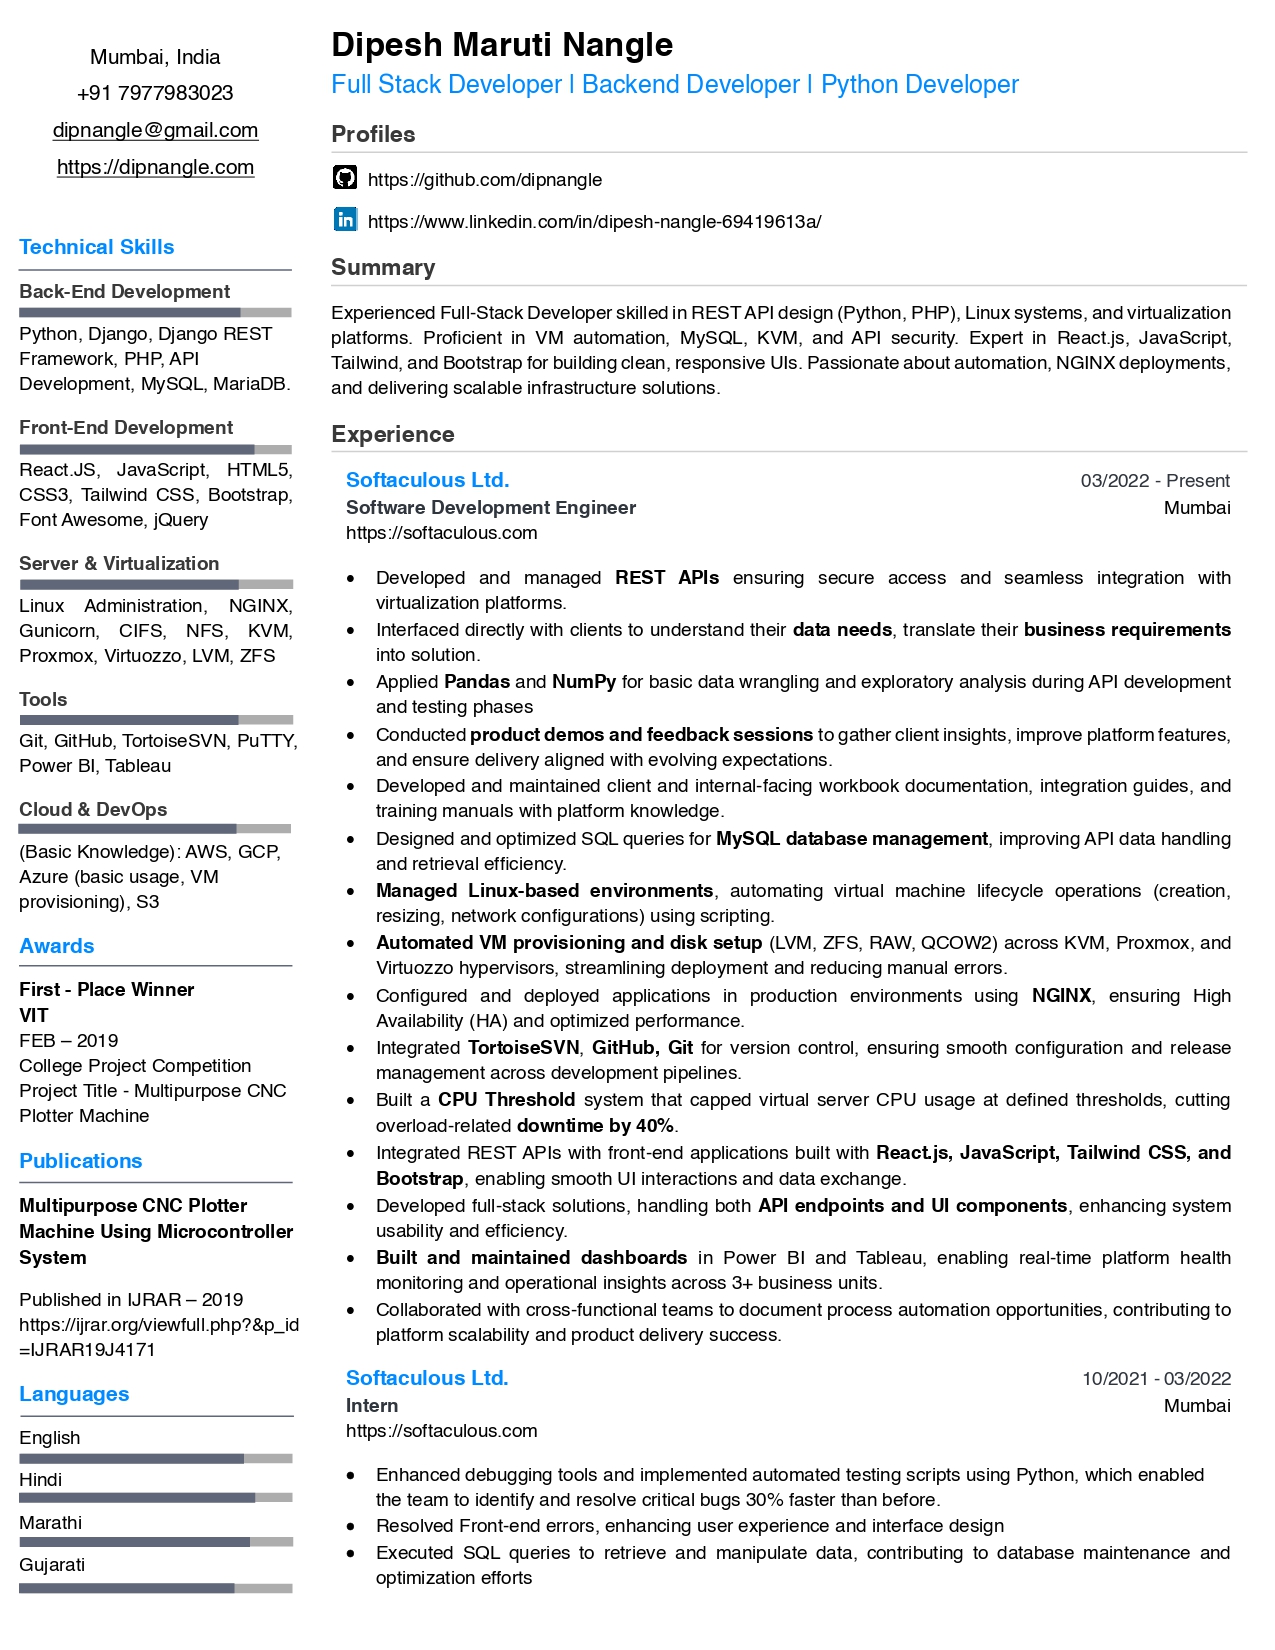 Mumbai, India
+91 7977983023
dipnangle@gmail.com
https://dipnangle.com
Technical Skills
Back-End Development
Python, Django, Django REST
Framework, PHP, API
Development, MySQL, MariaDB.
Front-End Development
React.JS, JavaScript, HTML5,
CSS3, Tailwind CSS, Bootstrap,
Font Awesome, jQuery
Server & Virtualization
Linux Administration, NGINX,
Gunicorn, CIFS, NFS, KVM,
Proxmox, Virtuozzo, LVM, ZFS
Tools
Git, GitHub, TortoiseSVN, PuTTY,
Power BI, Tableau
Cloud & DevOps
(Basic Knowledge): AWS, GCP,
Azure (basic usage, VM
provisioning), S3
Awards
First - Place Winner
VIT
FEB – 2019
College Project Competition
Project Title - Multipurpose CNC
Plotter Machine
Publications
Multipurpose CNC Plotter
Machine Using Microcontroller
System
Published in IJRAR – 2019
https://ijrar.org/viewfull.php?&p_id
=IJRAR19J4171
Languages
English
Hindi
Marathi
Gujarati
Dipesh Maruti Nangle
Full Stack Developer | Backend Developer | Python Developer
Profiles
https://github.com/dipnangle
in https://www.linkedin.com/in/dipesh-nangle-69419613a/
Summary
Experienced Full-Stack Developer skilled in REST API design (Python, PHP), Linux systems, and virtualization
platforms. Proficient in VM automation, MySQL, KVM, and API security. Expert in React.js, JavaScript,
Tailwind, and Bootstrap for building clean, responsive UIs. Passionate about automation, NGINX deployments,
and delivering scalable infrastructure solutions.
Experience
Softaculous Ltd. 03/2022 - Present
Software Development Engineer Mumbai
https://softaculous.com
• Developed and managed REST APIs ensuring secure access and seamless integration with
virtualization platforms.
• Interfaced directly with clients to understand their data needs, translate their business requirements
into solution.
• Applied Pandas and NumPy for basic data wrangling and exploratory analysis during API development
and testing phases
• Conducted product demos and feedback sessions to gather client insights, improve platform features,
and ensure delivery aligned with evolving expectations.
• Developed and maintained client and internal-facing workbook documentation, integration guides, and
training manuals with platform knowledge.
• Designed and optimized SQL queries for MySQL database management, improving API data handling
and retrieval efficiency.
• Managed Linux-based environments, automating virtual machine lifecycle operations (creation,
resizing, network configurations) using scripting.
• Automated VM provisioning and disk setup (LVM, ZFS, RAW, QCOW2) across KVM, Proxmox, and
Virtuozzo hypervisors, streamlining deployment and reducing manual errors.
• Configured and deployed applications in production environments using NGINX, ensuring High
Availability (HA) and optimized performance.
• Integrated TortoiseSVN, GitHub, Git for version control, ensuring smooth configuration and release
management across development pipelines.
• Built a CPU Threshold system that capped virtual server CPU usage at defined thresholds, cutting
overload-related downtime by 40%.
• Integrated REST APIs with front-end applications built with React.js, JavaScript, Tailwind CSS, and
Bootstrap, enabling smooth UI interactions and data exchange.
• Developed full-stack solutions, handling both API endpoints and UI components, enhancing system
usability and efficiency.
• Built and maintained dashboards in Power BI and Tableau, enabling real-time platform health
monitoring and operational insights across 3+ business units.
• Collaborated with cross-functional teams to document process automation opportunities, contributing to
platform scalability and product delivery success.
Softaculous Ltd. 10/2021 - 03/2022
Intern Mumbai
https://softaculous.com
• Enhanced debugging tools and implemented automated testing scripts using Python, which enabled
the team to identify and resolve critical bugs 30% faster than before.
• Resolved Front-end errors, enhancing user experience and interface design
• Executed SQL queries to retrieve and manipulate data, contributing to database maintenance and
optimization efforts